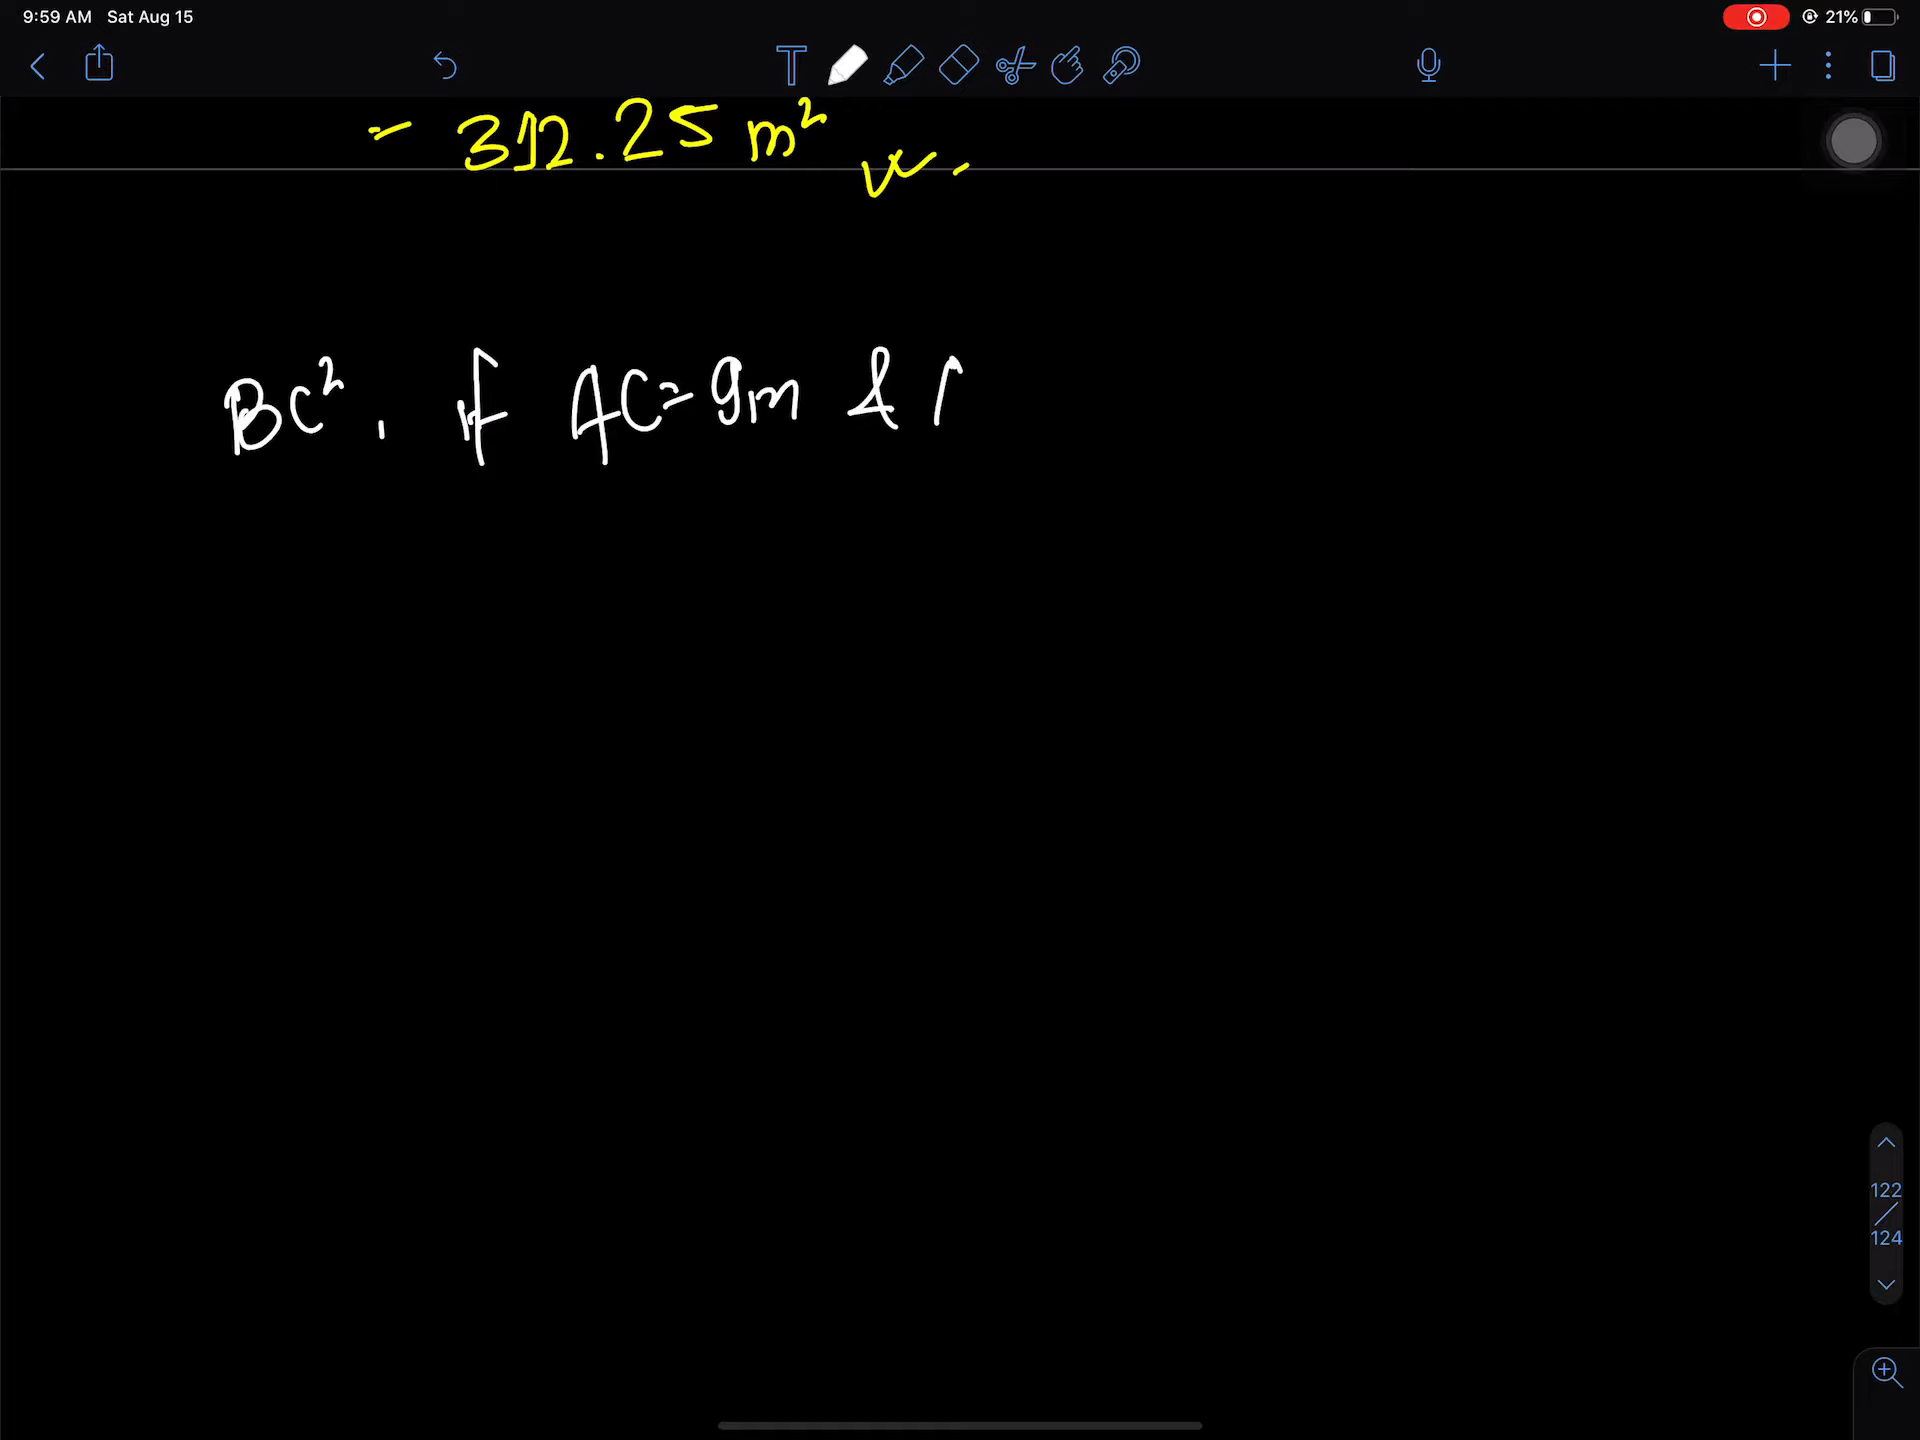 9:59 AM Sat Aug 15
21%
= 312.25 m²
BC², if AC = 9m &
122
124